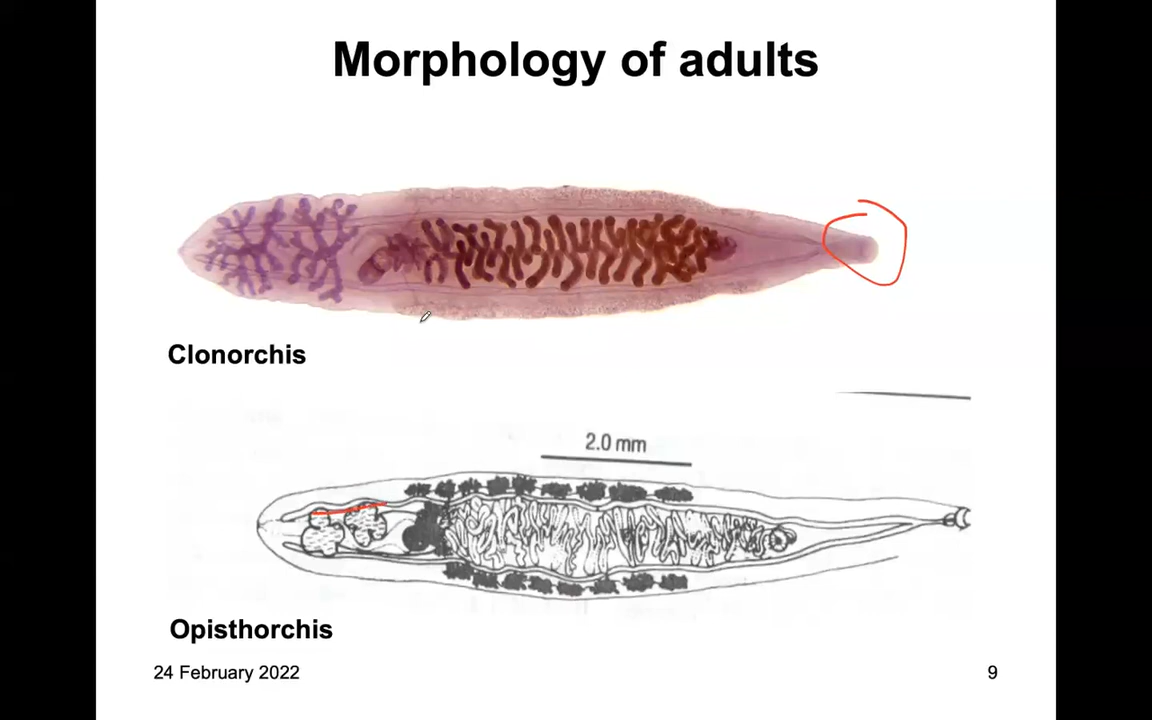 Morphology of adults
Clonorchis
2.0 mm
Opisthorchis
24 February 2022
9